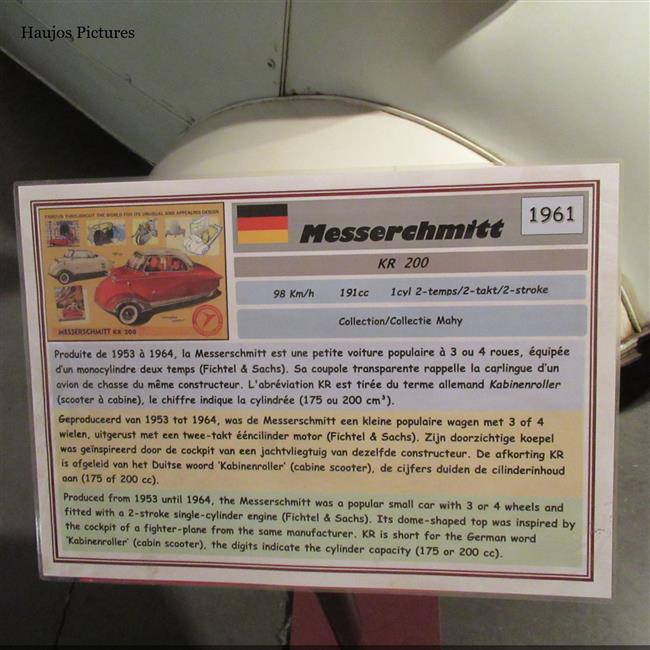 Haujos Pictures
FAMOUS THROUGHOUT THE WORLD FOR ITS UNUSUAL AND APPEALING DESIGN
MESSERSCHMITT KR 200
Messerchmitt
1961
KR 200
98 Km/h 191cc 1cyl 2-temps/2-takt/2-stroke
Collection/Collectie Mahy
Produite de 1953 à 1964, la Messerschmitt est une petite voiture populaire à 3 ou 4 roues, équipée
d'un monocylindre deux temps (Fichtel & Sachs). Sa coupole transparente rappelle la carlingue d'un
avion de chasse du même constructeur. L'abréviation KR est tirée du terme allemand Kabinenroller
(scooter à cabine), le chiffre indique la cylindrée (175 ou 200 cm³).
Geproduceerd van 1953 tot 1964, was de Messerschmitt een kleine populaire wagen met 3 of 4
wielen, uitgerust met een twee-takt ééncilinder motor (Fichtel & Sachs). Zijn doorzichtige koepel
was geïnspireerd door de cockpit van een jachtvliegtuig van dezelfde constructeur. De afkorting KR
is afgeleid van het Duitse woord 'Kabinenroller' (cabine scooter), de cijfers duiden de cilinderinhoud
aan (175 of 200 cc).
Produced from 1953 until 1964, the Messerschmitt was a popular small car with 3 or 4 wheels and
fitted with a 2-stroke single-cylinder engine (Fichtel & Sachs). Its dome-shaped top was inspired by
the cockpit of a fighter-plane from the same manufacturer. KR is short for the German word
'Kabinenroller' (cabin scooter), the digits indicate the cylinder capacity (175 or 200 cc).